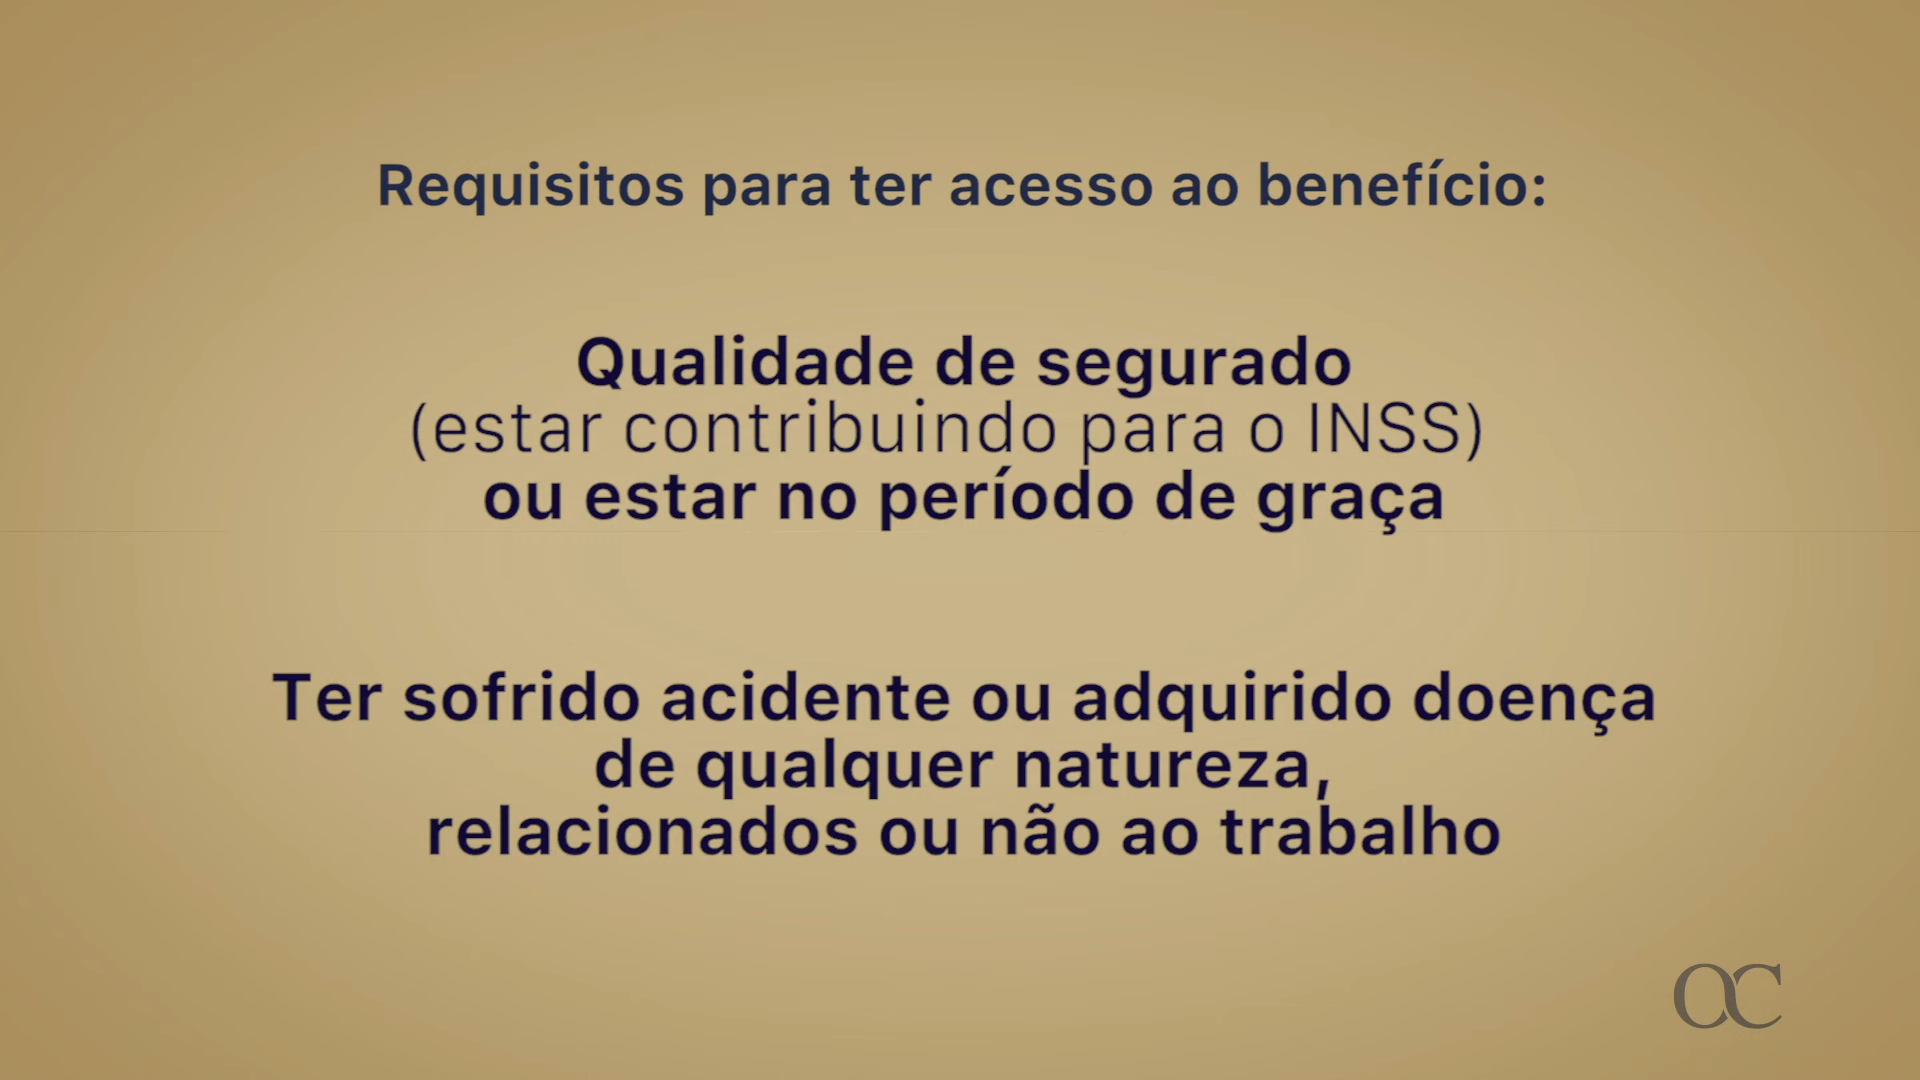 Requisitos para ter acesso ao benefício:
Qualidade de segurado
(estar contribuindo para o INSS)
ou estar no período de graça
Ter sofrido acidente ou adquirido doença
de qualquer natureza,
relacionados ou não ao trabalho
OC